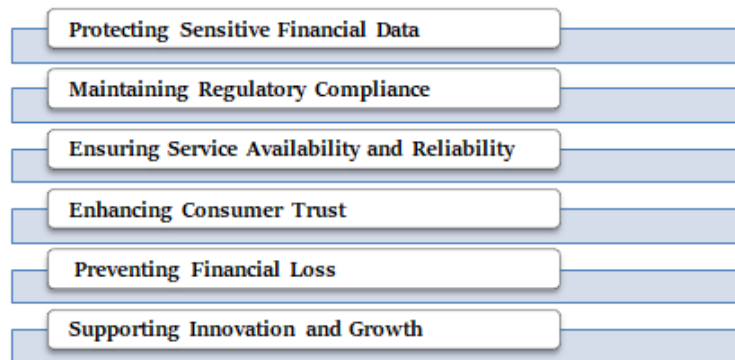 Protecting Sensitive Financial Data
Maintaining Regulatory Compliance
Ensuring Service Availability and Reliability
Enhancing Consumer Trust
Preventing Financial Loss
Supporting Innovation and Growth